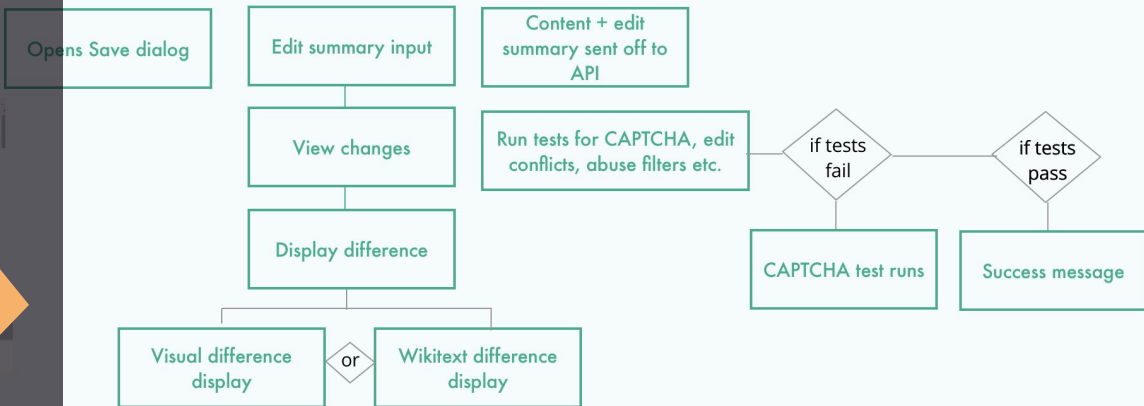 Opens Save dialog
Edit summary input
Content + edit
summary sent off to
API
View changes
Run tests for CAPTCHA, edit
conflicts, abuse filters etc.
if tests
fail
if tests
pass
Display difference
CAPTCHA test runs
Success message
Visual difference
display
or
Wikitext difference
display